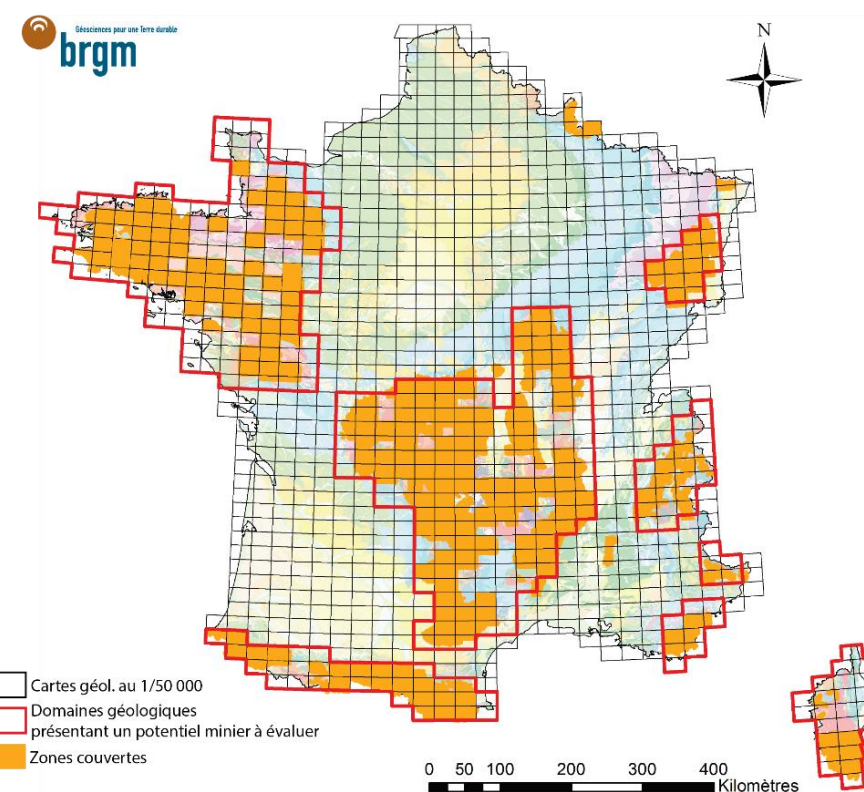 Géosciences pour une Terre durable
brgm
N
Cartes géol. au 1/50 000
Domaines géologiques
présentant un potentiel minier à évaluer
Zones couvertes
0 50 100 200 300 400
Kilomètres